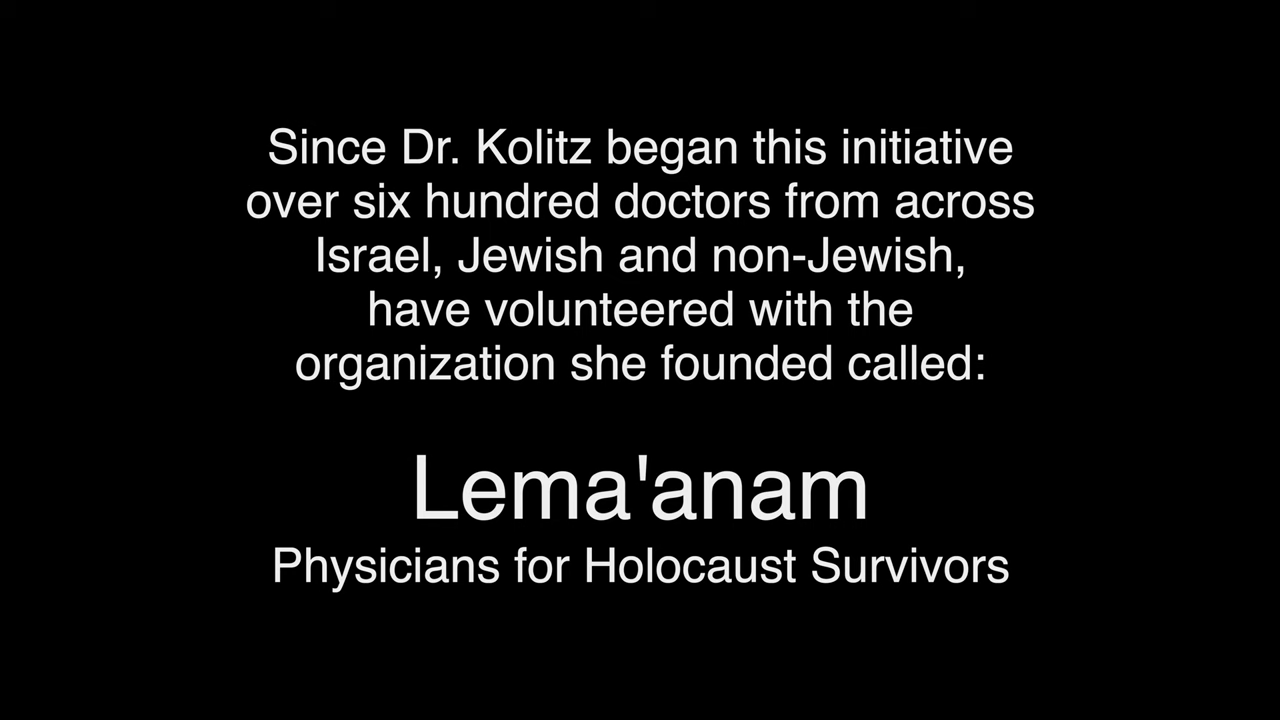 Since Dr. Kolitz began this initiative
over six hundred doctors from across
Israel, Jewish and non-Jewish,
have volunteered with the
organization she founded called:
Lema'anam
Physicians for Holocaust Survivors